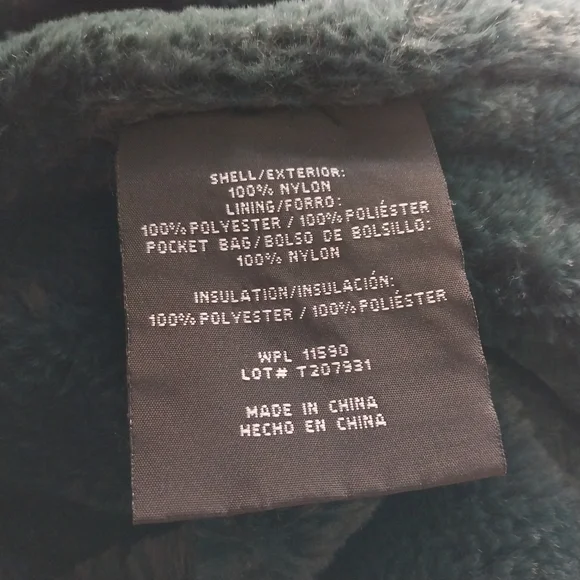 SHELL/EXTERIOR:
100% NYLON
LINING/FORRO:
100% POLYESTER / 100% POLIÉSTER
POCKET BAG/BOLSO DE BOLSILLO:
100% NYLON
INSULATION/INSULACIÓN:
100% POLYESTER / 100% POLIÉSTER
WPL 11590
LOT# T207931
MADE IN CHINA
HECHO EN CHINA